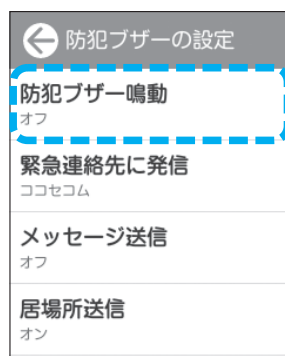 防犯ブザーの設定
防犯ブザー鳴動
オフ
緊急連絡先に発信
ココセコム
メッセージ送信
オフ
居場所送信
オン